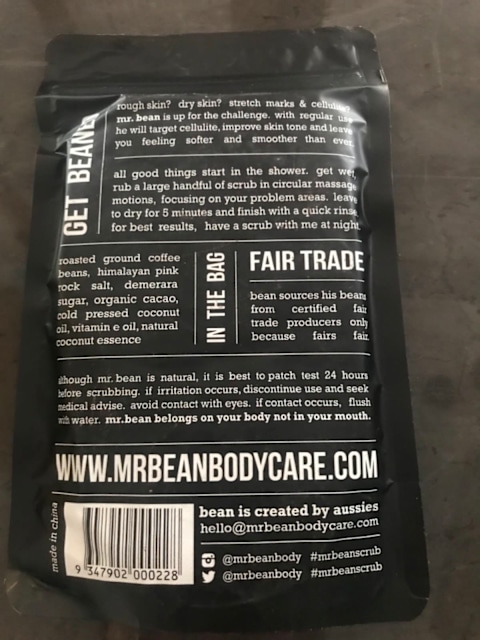 GET BEANE
rough skin? dry skin? stretch marks & cellulite?
mr. bean is up for the challenge. with regular use
he will target cellulite, improve skin tone and leave
you feeling softer and smoother than ever.
all good things start in the shower. get wet,
rub a large handful of scrub in circular massage
motions, focusing on your problem areas. leave
to dry for 5 minutes and finish with a quick rinse.
for best results, have a scrub with me at night.
roasted ground coffee
beans, himalayan pink
rock salt, demerara
sugar, organic cacao,
cold pressed coconut
oil, vitamin e oil, natural
coconut essence
IN THE BAG
FAIR TRADE
bean sources his beans
from certified fair
trade producers only
because fairs fair.
although mr. bean is natural, it is best to patch test 24 hours
before scrubbing. if irritation occurs, discontinue use and seek
medical advise. avoid contact with eyes. if contact occurs, flush
with water. mr.bean belongs on your body not in your mouth.
WWW.MRBEANBODYCARE.COM
made in china
9 347902 000228
bean is created by aussies
hello@mrbeanbodycare.com
@mrbeanbody #mrbeanscrub
@mrbeanbody #mrbeanscrub